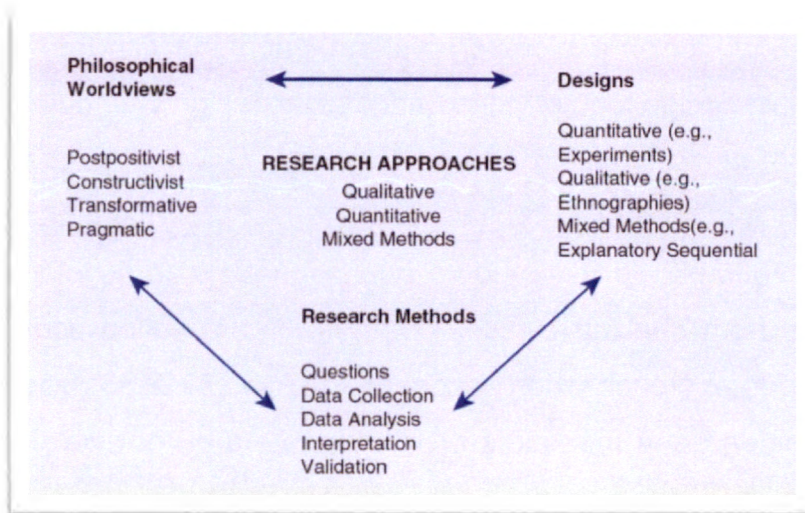 Philosophical
Worldviews
Postpositivist
Constructivist
Transformative
Pragmatic
RESEARCH APPROACHES
Qualitative
Quantitative
Mixed Methods
Designs
Quantitative (e.g.,
Experiments)
Qualitative (e.g.,
Ethnographies)
Mixed Methods(e.g.,
Explanatory Sequential
Research Methods
Questions
Data Collection
Data Analysis
Interpretation
Validation